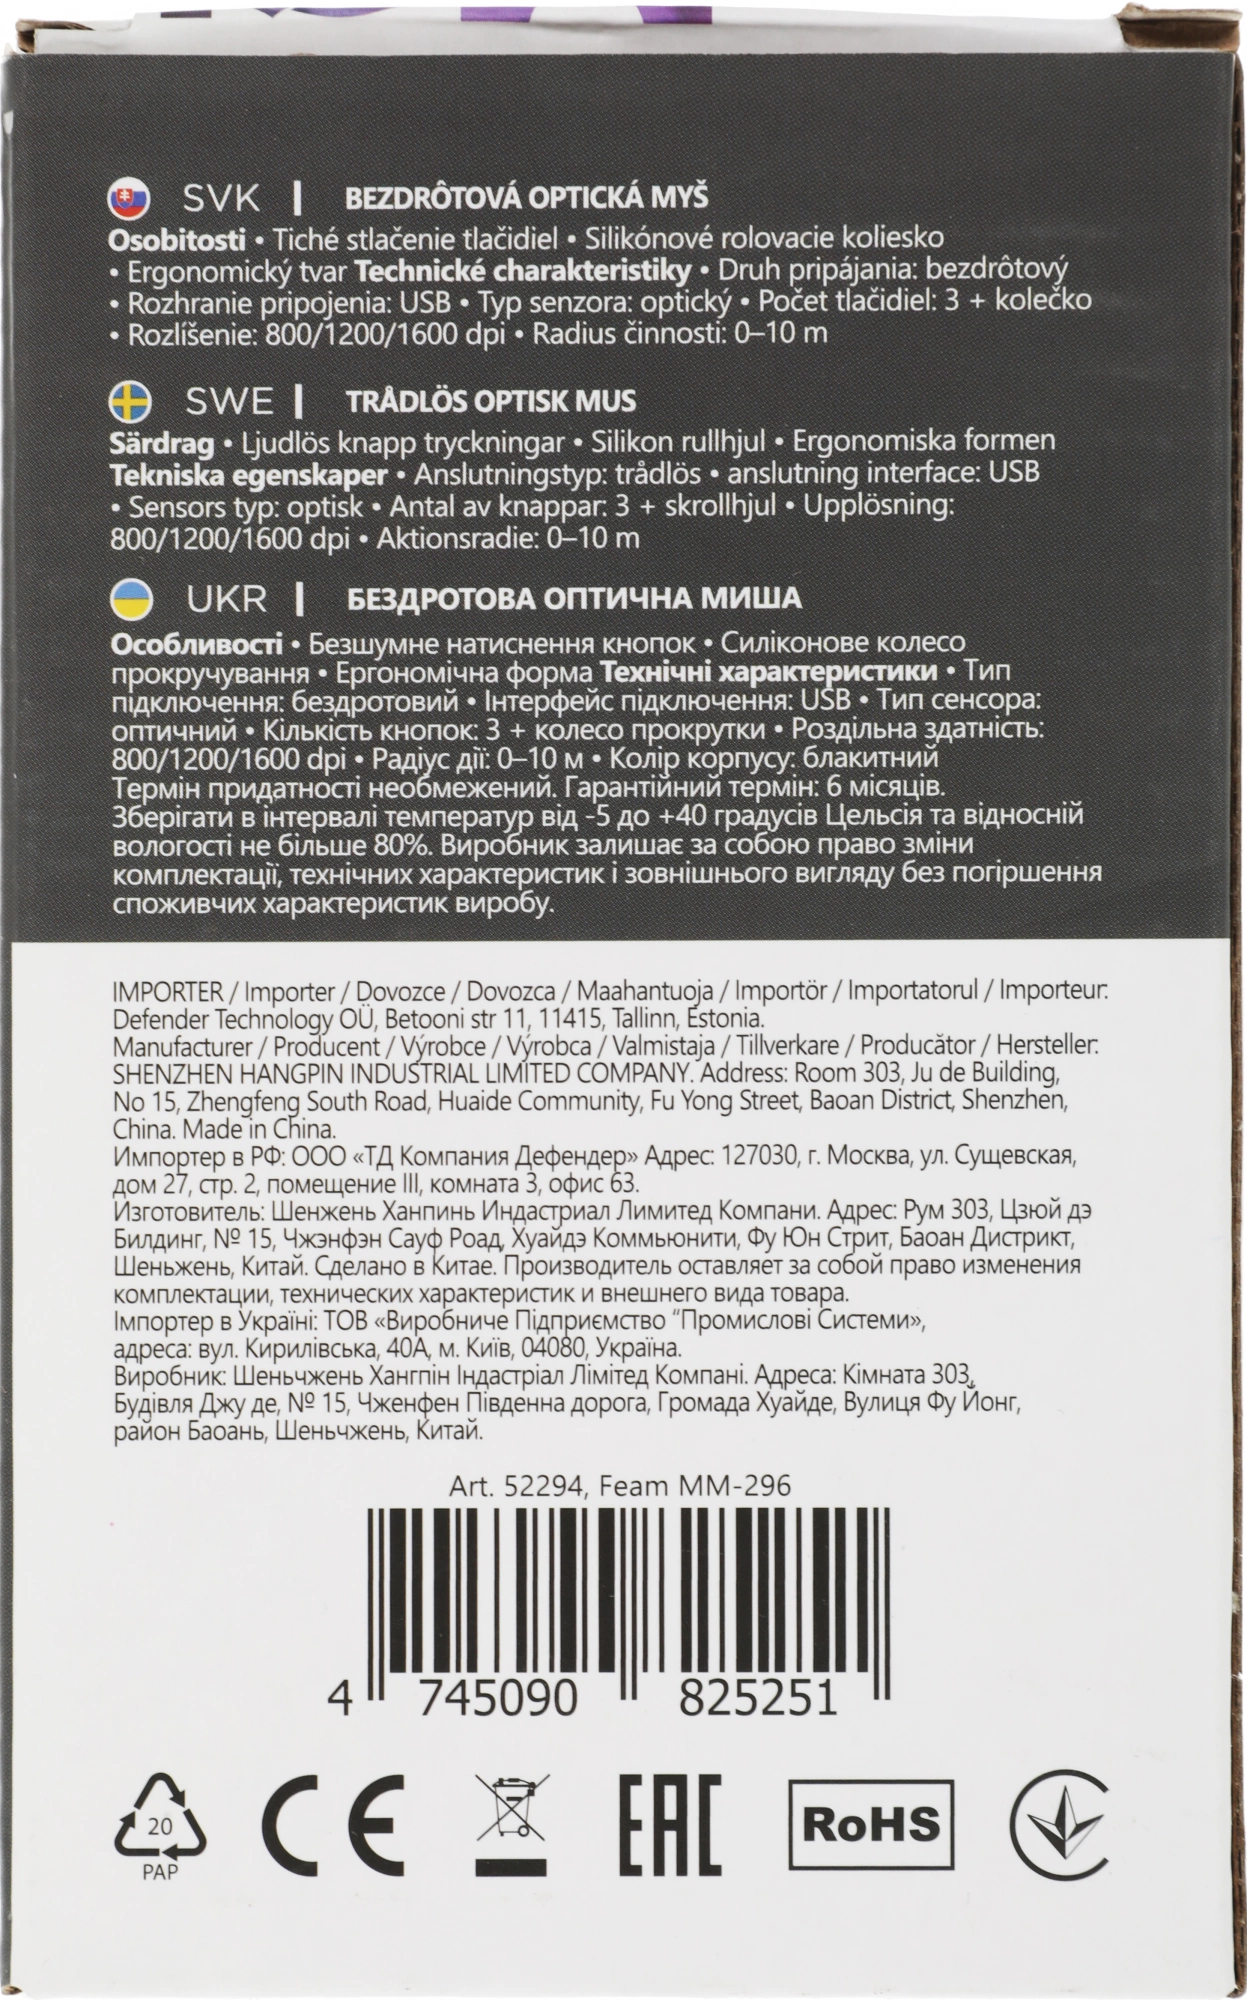 SVK | BEZDRÔTOVÁ OPTICKÁ MYŠ
Osobitosti • Tiché stlačenie tlačidiel • Silikónové rolovacie koliesko
• Ergonomický tvar Technické charakteristiky • Druh pripájania: bezdrôtový
• Rozhranie pripojenia: USB • Typ senzora: optický • Počet tlačidiel: 3 + kolečko
• Rozlíšenie: 800/1200/1600 dpi • Radius činnosti: 0–10 m
SWE | TRÅDLÖS OPTISK MUS
Särdrag • Ljudlös knapp tryckningar • Silikon rullhjul • Ergonomiska formen
Tekniska egenskaper • Anslutningstyp: trådlös • anslutning interface: USB
• Sensors typ: optisk • Antal av knappar: 3 + skrollhjul • Upplösning:
800/1200/1600 dpi • Aktionsradie: 0–10 m
UKR | БЕЗДРОТОВА ОПТИЧНА МИША
Особливості • Безшумне натиснення кнопок • Силіконове колесо
прокручування • Ергономічна форма Технічні характеристики • Тип
підключення: бездротовий • Інтерфейс підключення: USB • Тип сенсора:
оптичний • Кількість кнопок: 3 + колесо прокрутки • Роздільна здатність:
800/1200/1600 dpi • Радіус дії: 0–10 м • Колір корпусу: блакитний
Термін придатності необмежений. Гарантійний термін: 6 місяців.
Зберігати в інтервалі температур від -5 до +40 градусів Цельсія та відносній
вологості не більше 80%. Виробник залишає за собою право зміни
комплектації, технічних характеристик і зовнішнього вигляду без погіршення
споживчих характеристик виробу.
IMPORTER / Importer / Dovozce / Dovozca / Maahantuoja / Importör / Importatorul / Importeur:
Defender Technology OÜ, Betooni str 11, 11415, Tallinn, Estonia.
Manufacturer / Producent / Výrobce / Výrobca / Valmistaja / Tillverkare / Producător / Hersteller:
SHENZHEN HANGPIN INDUSTRIAL LIMITED COMPANY. Address: Room 303, Ju de Building,
No 15, Zhengfeng South Road, Huaide Community, Fu Yong Street, Baoan District, Shenzhen,
China. Made in China.
Импортер в РФ: ООО «ТД Компания Дефендер» Адрес: 127030, г. Москва, ул. Сущевская,
дом 27, стр. 2, помещение III, комната 3, офис 63.
Изготовитель: Шенжень Ханпинь Индастриал Лимитед Компани. Адрес: Рум 303, Цзюй дэ
Билдинг, № 15, Чжэнфэн Сауф Роад, Хуайдэ Коммьюнити, Фу Юн Стрит, Баоан Дистрикт,
Шеньжень, Китай. Сделано в Китае. Производитель оставляет за собой право изменения
комплектации, технических характеристик и внешнего вида товара.
Імпортер в Україні: ТОВ «Виробниче Підприємство "Промислові Системи»,
адреса: вул. Кирилівська, 40А, м. Київ, 04080, Україна.
Виробник: Шеньчжень Хангпін Індастріал Лімітед Компані. Адреса: Кімната 303,
Будівля Джу де, № 15, Чженфен Південна дорога, Громада Хуайде, Вулиця Фу Йонг,
район Баоань, Шеньчжень, Китай.
Art. 52294, Feam MM-296
4 745090 825251
20
PAP
CE
EAC
RoHS